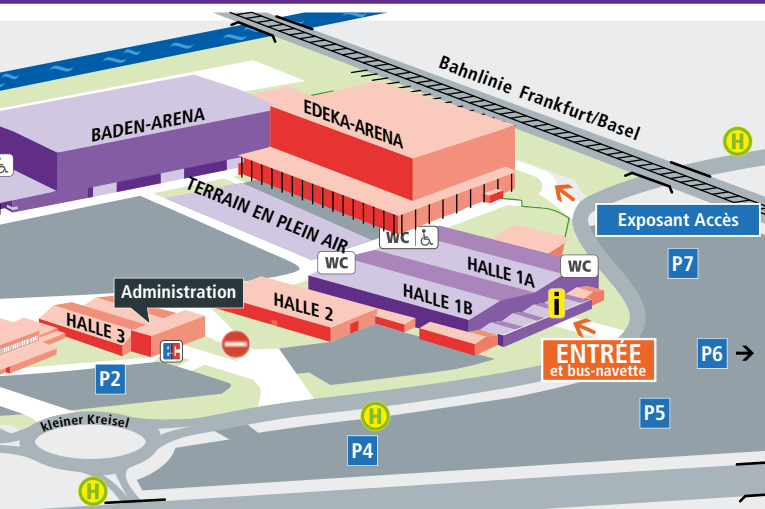 Bahnlinie Frankfurt/Basel
H
BADEN-ARENA
EDEKA-ARENA
TERRAIN EN PLEIN AIR
Exposant Accès
P7
WC
WC
WC
HALLE 1A
HALLE 1B
i
Administration
HALLE 2
HALLE 3
EC
ENTRÉE
et bus-navette
P6
P2
P5
kleiner Kreisel
H
P4
H